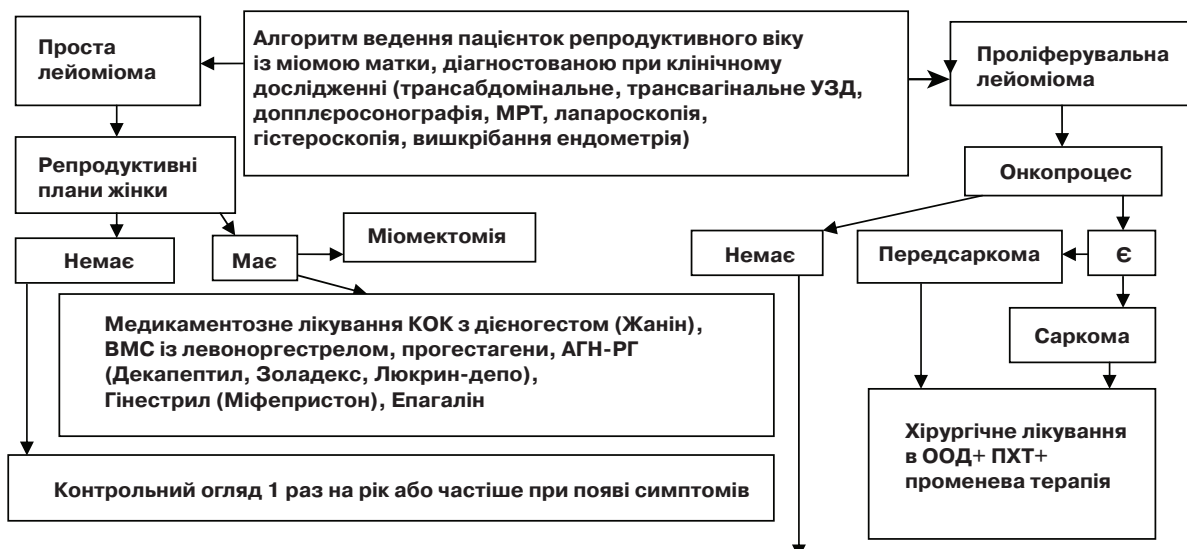 Проста
лейоміома
Алгоритм ведення пацієнток репродуктивного віку
із міомою матки, діагностованою при клінічному
дослідженні (трансабдомінальне, трансвагінальне УЗД,
допплєросонографія, МРТ, лапароскопія,
гістероскопія, вишкрібання ендометрія)
Проліферувальна
лейоміома
Репродуктивні
плани жінки
Онкопроцес
Міомектомія
Немає
Має
Немає
Передсаркома
Є
Медикаментозне лікування КОК з дієногестом (Жанін),
ВМС із левоноргестрелом, прогестагени, АГН-РГ
(Декапептил, Золадекс, Люкрин-депо),
Гінестрил (Міфепристон), Епагалін
Саркома
Хірургічне лікування
в ООД+ ПХТ+
променева терапія
Контрольний огляд 1 раз на рік або частіше при появі симптомів